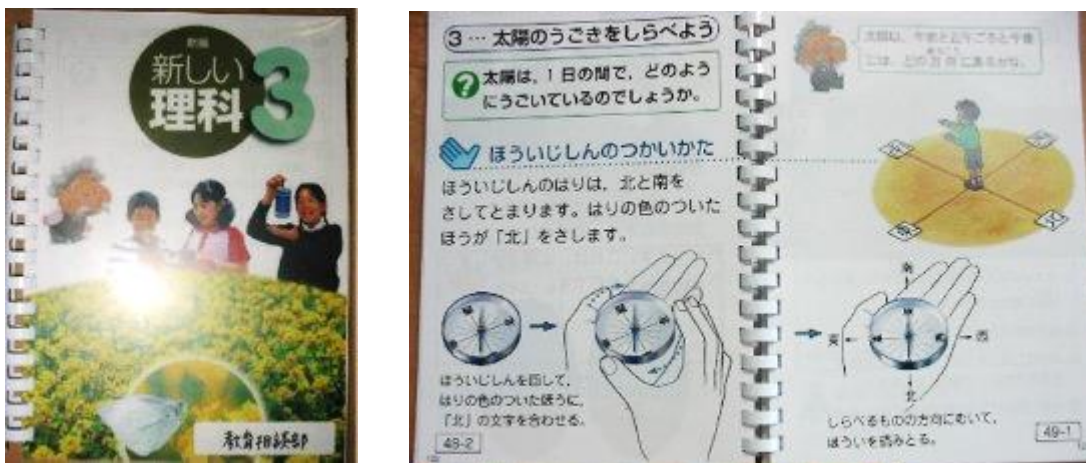 新編
新しい
理科3
教育相談部
3…太陽のうごきをしらべよう
?太陽は，1日の間で，どのよう
にうごいているのでしょうか。
ほういじしんのつかいかた
ほういじしんのはりは，北と南を
さしてとまります。はりの色のついた
ほうが「北」をさします。
ほういじしんを回して，
はりの色のついたほうに，
「北」の文字を合わせる。
48-2
南
東
西
北
しらべるものの方向にむいて，
ほういを読みとる。
49-1